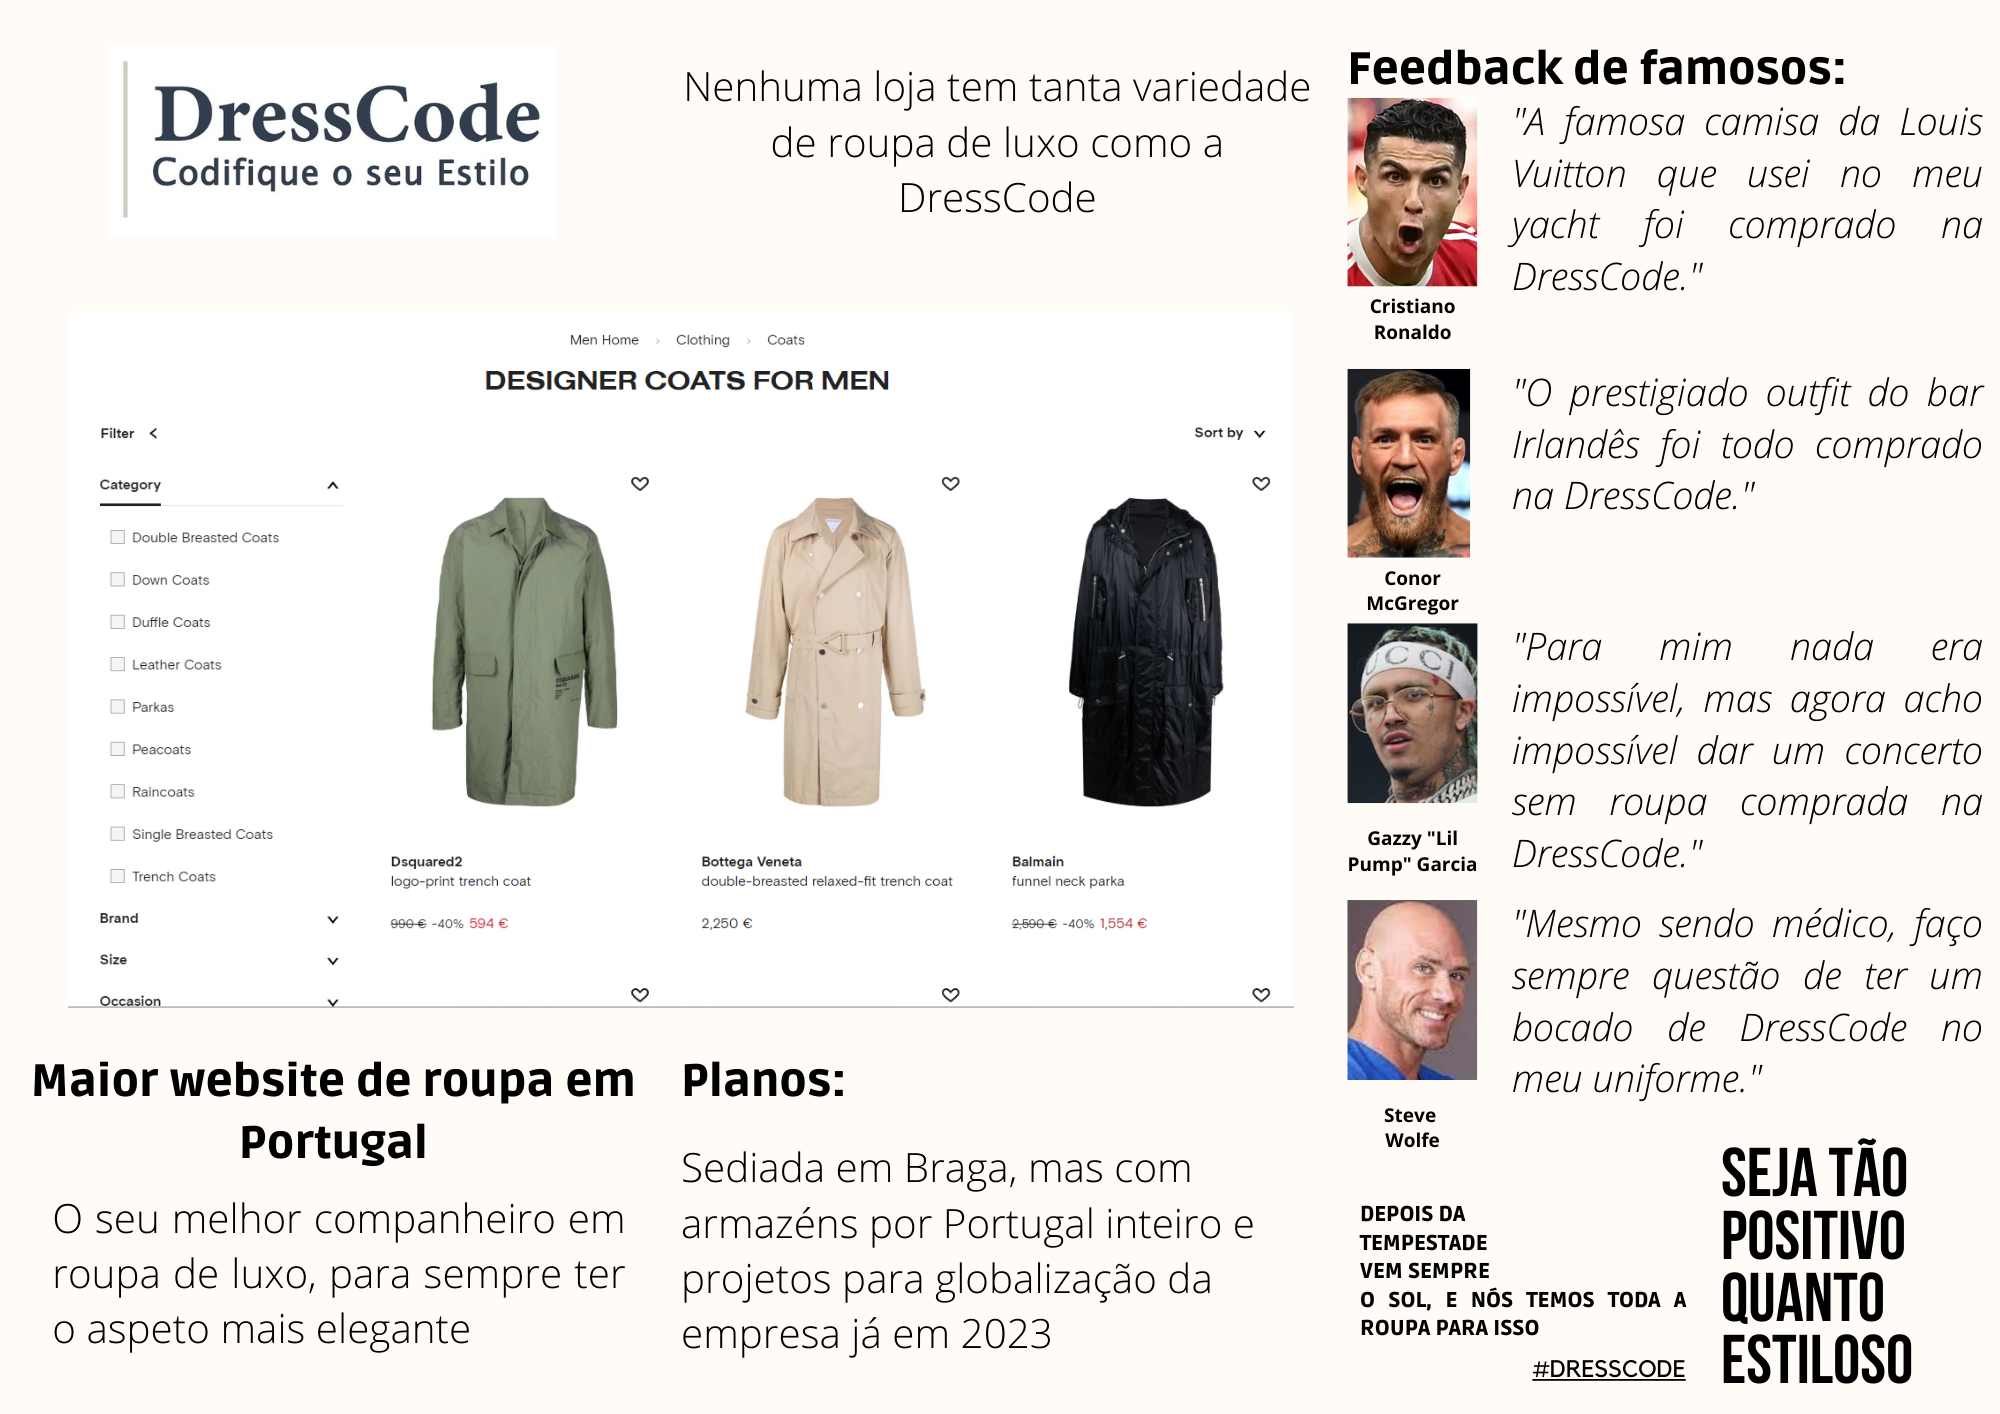 DressCode
Codifique o seu Estilo
Nenhuma loja tem tanta variedade
de roupa de luxo como a
DressCode
Men Home > Clothing > Coats
DESIGNER COATS FOR MEN
Filter
Sort by
Category
Double Breasted Coats
Down Coats
Duffle Coats
Leather Coats
Parkas
Peacoats
Raincoats
Single Breasted Coats
Trench Coats
Brand
Size
Occasion
Dsquared2
logo-print trench coat
990 € -40% 594 €
Bottega Veneta
double-breasted relaxed-fit trench coat
2,250 €
Balmain
funnel neck parka
2,590 € -40% 1,554 €
Maior website de roupa em
Portugal
O seu melhor companheiro em
roupa de luxo, para sempre ter
o aspeto mais elegante
Planos:
Sediada em Braga, mas com
armazéns por Portugal inteiro e
projetos para globalização da
empresa já em 2023
Feedback de famosos:
"A famosa camisa da Louis
Vuitton que usei no meu
yacht foi comprado na
DressCode."
Cristiano
Ronaldo
"O prestigiado outfit do bar
Irlandês foi todo comprado
na DressCode."
Conor
McGregor
UCCI
"Para mim nada era
impossível, mas agora acho
impossível dar um concerto
sem roupa comprada na
DressCode."
Gazzy "Lil
Pump" Garcia
"Mesmo sendo médico, faço
sempre questão de ter um
bocado de DressCode no
meu uniforme."
Steve
Wolfe
DEPOIS DA
TEMPESTADE
VEM SEMPRE
O SOL, E NÓS TEMOS TODA A
ROUPA PARA ISSO
#DRESSCODE
SEJA TÃO
POSITIVO
QUANTO
ESTILOSO